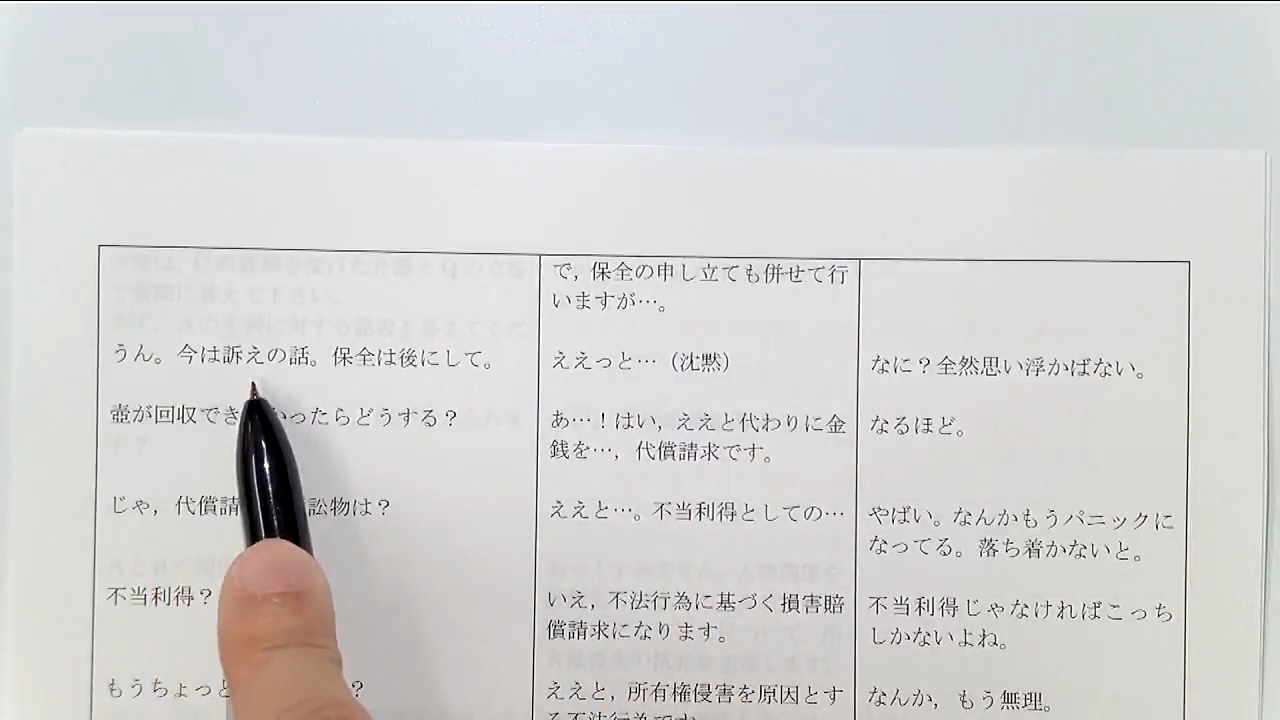 で，保全の申し立ても併せて行
いますが…。
うん。今は訴えの話。保全は後にして。
ええっと…（沈黙）
なに？全然思い浮かばない。
壺が回収でき かったらどうする？
あ…！はい，ええと代わりに金
銭を…，代償請求です。
なるほど。
じゃ，代償請 訟物は？
ええと…。不当利得としての…
やばい。なんかもうパニックに
なってる。落ち着かないと。
不当利得？
いえ，不法行為に基づく損害賠
償請求になります。
不当利得じゃなければこっち
しかないよね。
もうちょっと ？
ええと，所有権侵害を原因とす
る不法行為です
なんか，もう無理。